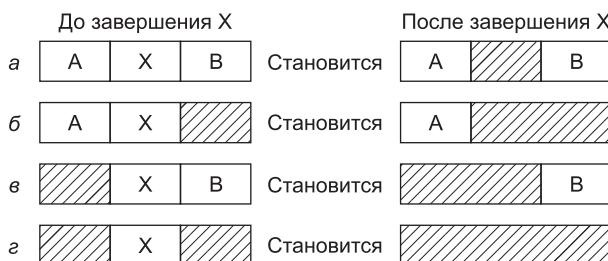 До завершения X После завершения X
а A X B Становится A B
б A X Становится A
в X B Становится B
г X Становится